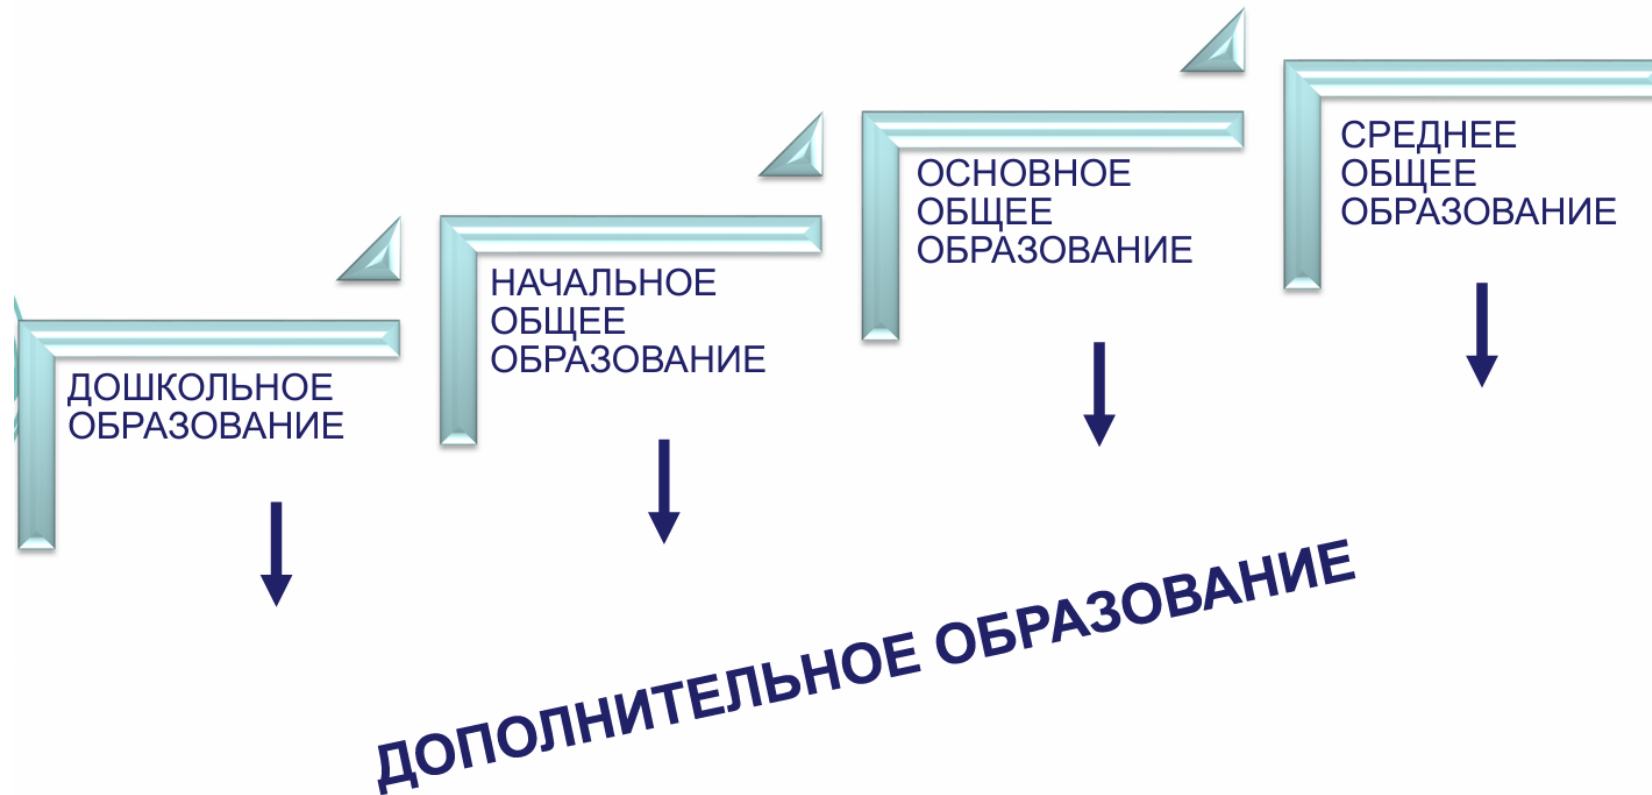 ДОШКОЛЬНОЕ
ОБРАЗОВАНИЕ
НАЧАЛЬНОЕ
ОБЩЕЕ
ОБРАЗОВАНИЕ
ОСНОВНОЕ
ОБЩЕЕ
ОБРАЗОВАНИЕ
СРЕДНЕЕ
ОБЩЕЕ
ОБРАЗОВАНИЕ
ДОПОЛНИТЕЛЬНОЕ ОБРАЗОВАНИЕ